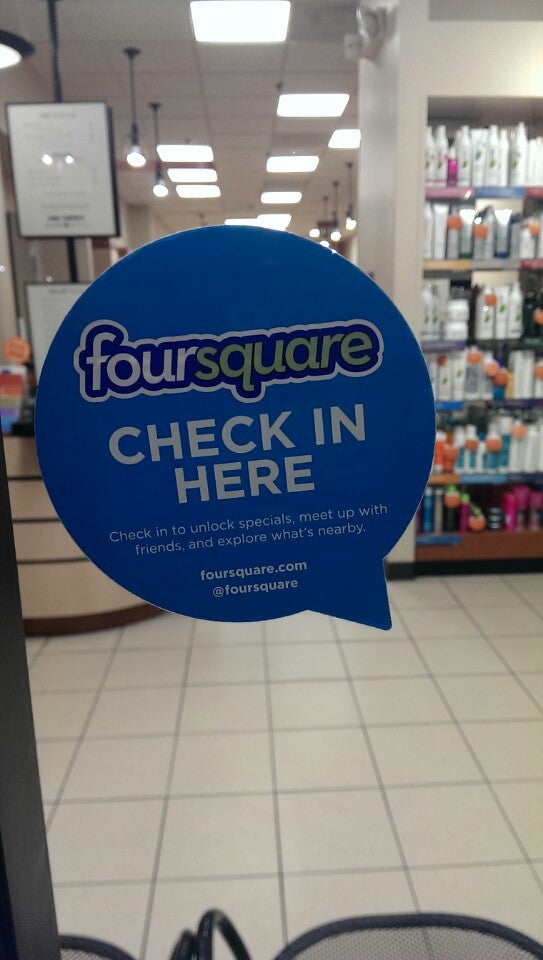 foursquare
CHECK IN
HERE
Check in to unlock specials, meet up with
friends, and explore what's nearby.
foursquare.com
@foursquare